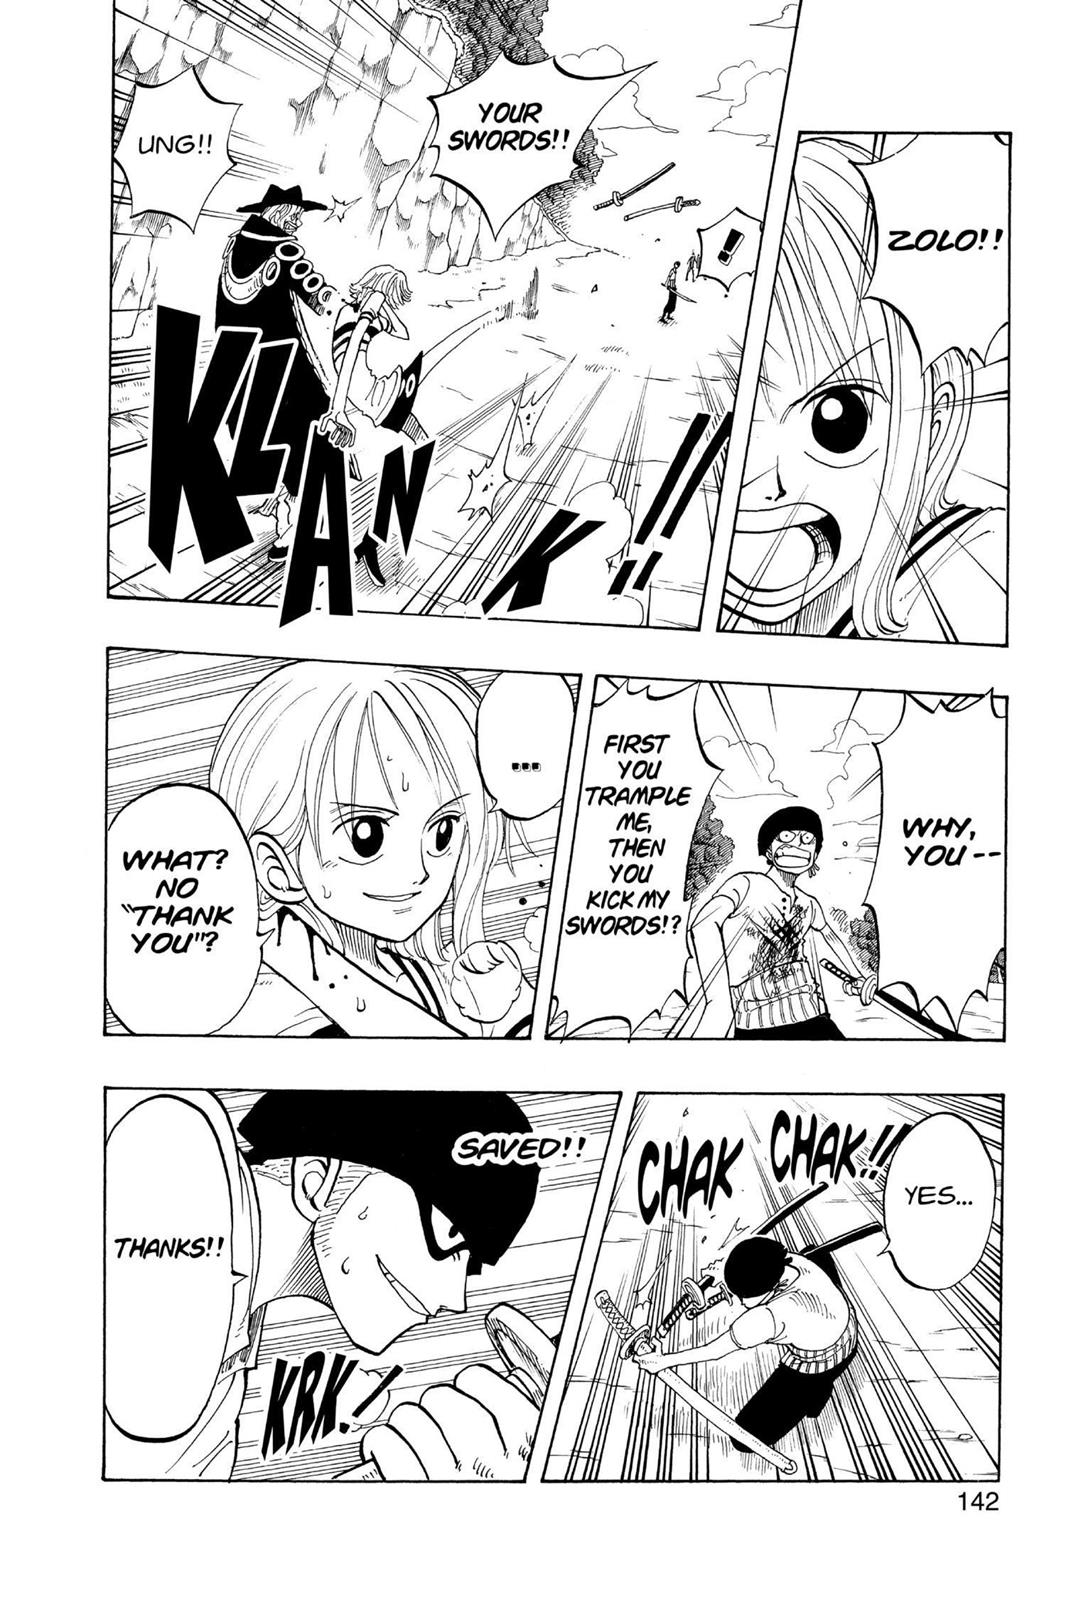 ZOLO!!
YOUR
SWORDS!!
!
UNG!!
KLANK!!
WHY,
YOU--
FIRST
YOU
TRAMPLE
ME,
THEN
YOU
KICK MY
SWORDS!?
...
WHAT?
NO
"THANK
YOU"?
YES...
CHAK
CHAK!!
SAVED!!
THANKS!!
KRK!
142